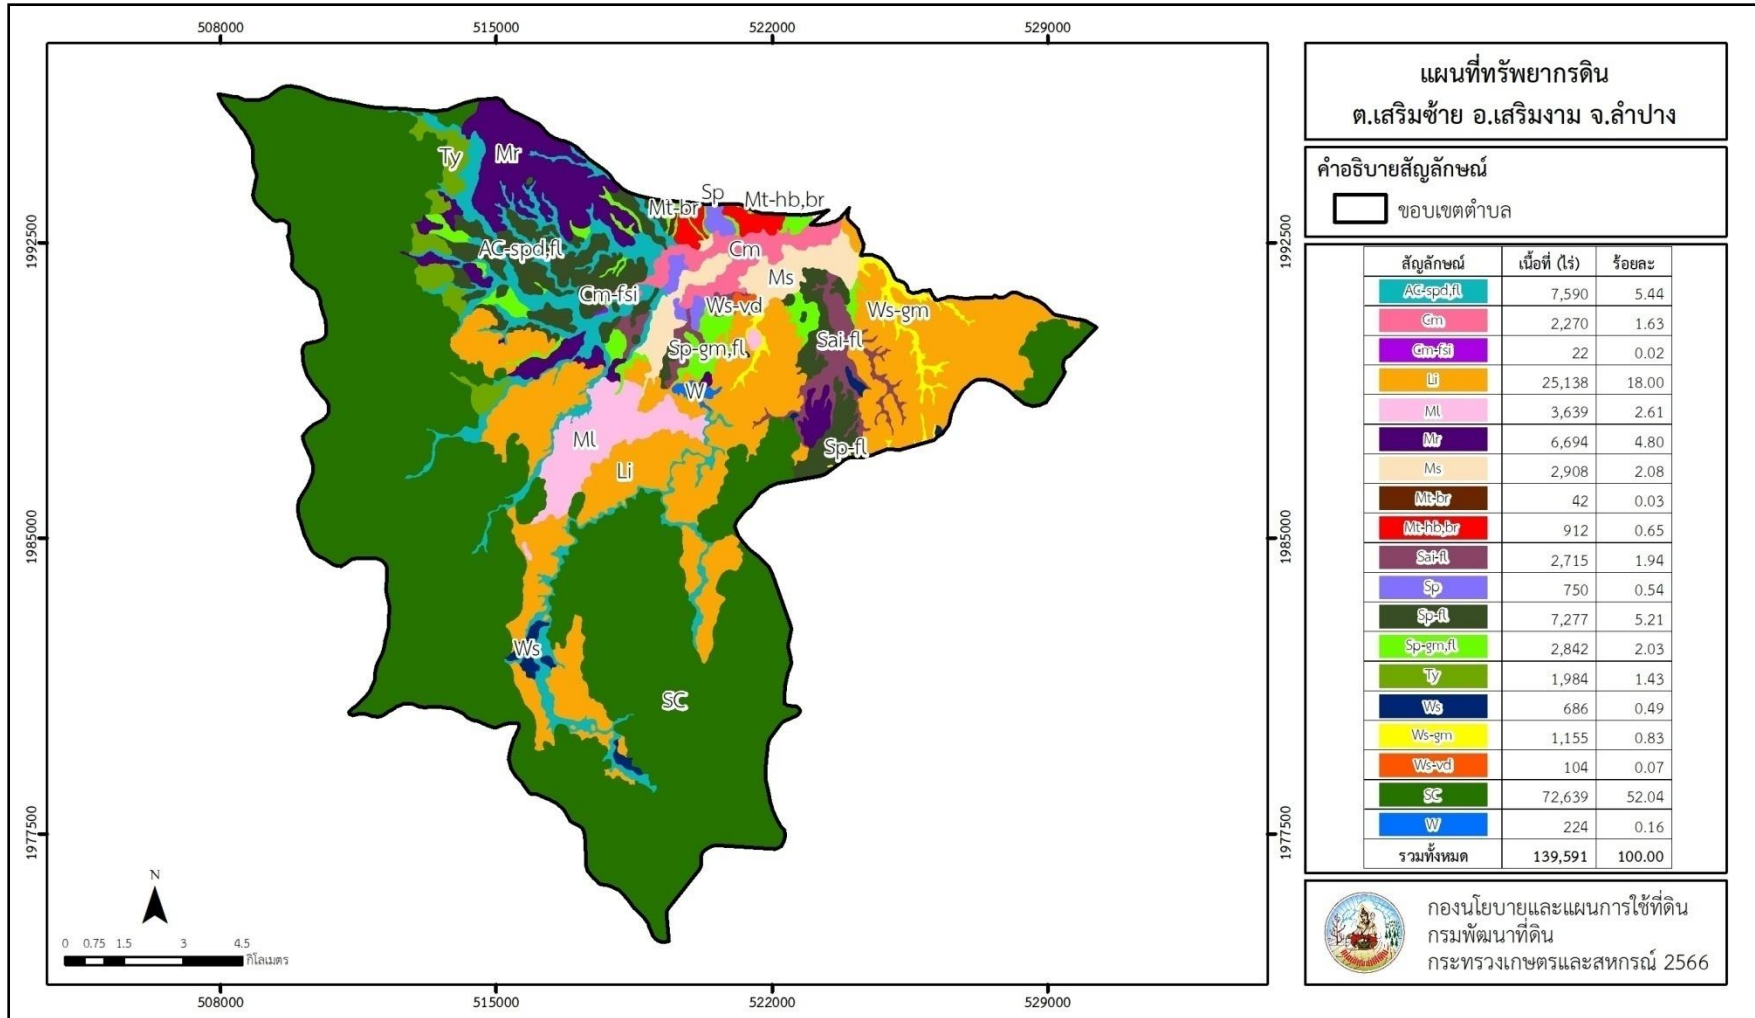 508000 515000 522000 529000
508000 515000 522000 529000
1992500 1985000 1977500
1992500 1985000 1977500
Ty
Mr
Sp
Mt-hb,br
Mt-br
AC-spd,fl
Cm
Ms
Cm-fsi
Ws-vd
Ws-gm
Sai-fl
Sp-gm,fl
W
Ml
Sp-fl
Li
Ws
SC
N
0 0.75 1.5 3 4.5
กิโลเมตร
แผนที่ทรัพยากรดิน
ต.เสริมซ้าย อ.เสริมงาม จ.ลำปาง
คำอธิบายสัญลักษณ์
ขอบเขตตำบล
สัญลักษณ์ เนื้อที่ (ไร่) ร้อยละ
AC-spd,fl 7,590 5.44
Cm 2,270 1.63
Cm-fsi 22 0.02
Li 25,138 18.00
Ml 3,639 2.61
Mr 6,694 4.80
Ms 2,908 2.08
Mt-br 42 0.03
Mt-hb,br 912 0.65
Sai-fl 2,715 1.94
Sp 750 0.54
Sp-fl 7,277 5.21
Sp-gm,fl 2,842 2.03
Ty 1,984 1.43
Ws 686 0.49
Ws-gm 1,155 0.83
Ws-vd 104 0.07
SC 72,639 52.04
W 224 0.16
รวมทั้งหมด 139,591 100.00
กองนโยบายและแผนการใช้ที่ดิน
กรมพัฒนาที่ดิน
กระทรวงเกษตรและสหกรณ์ 2566